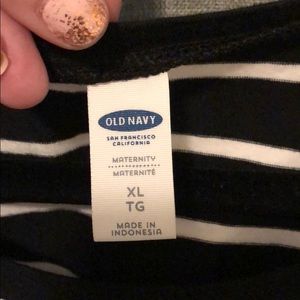 OLD NAVY
SAN FRANCISCO
CALIFORNIA
MATERNITY
MATERNITÉ
XL
TG
MADE IN
INDONESIA